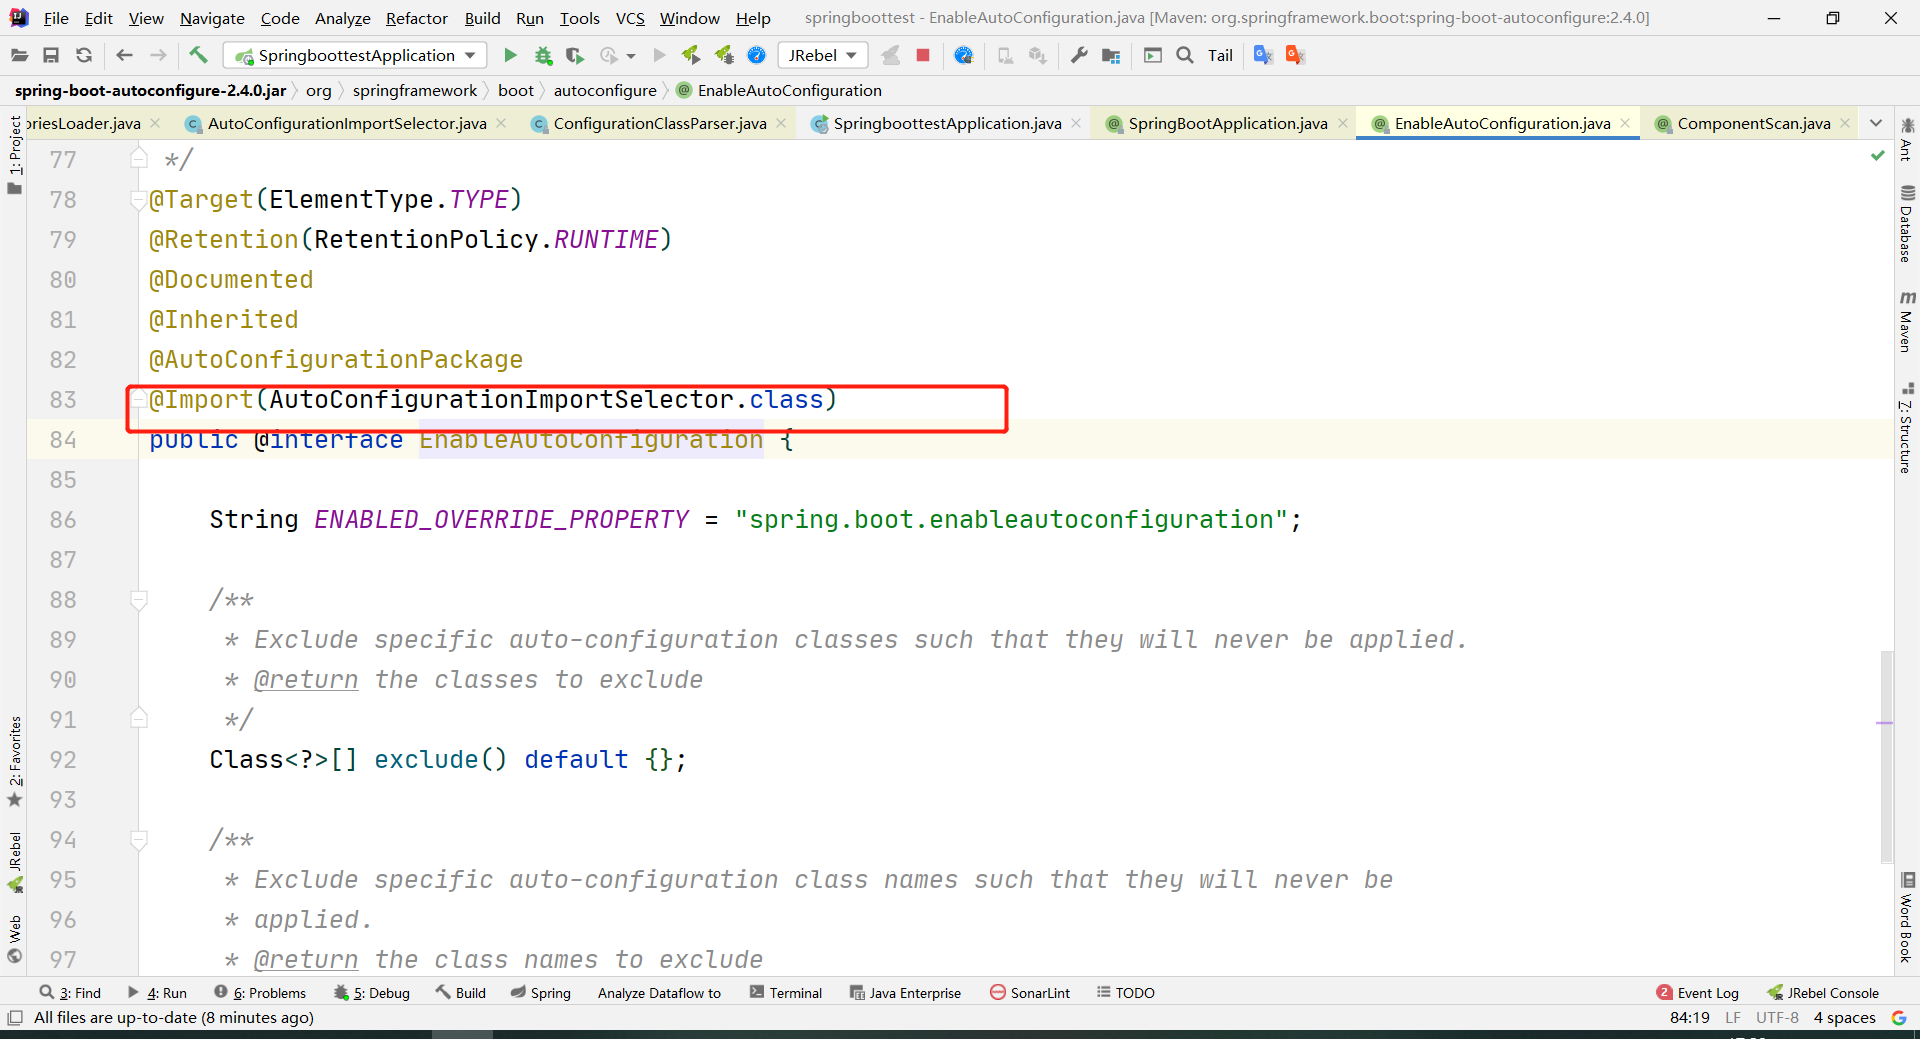 File Edit View Navigate Code Analyze Refactor Build Run Tools VCS Window Help springboottest - EnableAutoConfiguration.java [Maven: org.springframework.boot:spring-boot-autoconfigure:2.4.0]
SpringboottestApplication JRebel Tail
spring-boot-autoconfigure-2.4.0.jar org springframework boot autoconfigure EnableAutoConfiguration
oriesLoader.java AutoConfigurationImportSelector.java ConfigurationClassParser.java SpringboottestApplication.java SpringBootApplication.java EnableAutoConfiguration.java ComponentScan.java
1: Project
2: Favorites
JRebel
Web
77 */
78 @Target(ElementType.TYPE)
79 @Retention(RetentionPolicy.RUNTIME)
80 @Documented
81 @Inherited
82 @AutoConfigurationPackage
83 @Import(AutoConfigurationImportSelector.class)
84 public @interface EnableAutoConfiguration {
85
86 String ENABLED_OVERRIDE_PROPERTY = "spring.boot.enableautoconfiguration";
87
88 /**
89 * Exclude specific auto-configuration classes such that they will never be applied.
90 * @return the classes to exclude
91 */
92 Class<?>[] exclude() default {};
93
94 /**
95 * Exclude specific auto-configuration class names such that they will never be
96 * applied.
97 * @return the class names to exclude
Ant
Database
Maven
7: Structure
Word Book
3: Find 4: Run 6: Problems 5: Debug Build Spring Analyze Dataflow to Terminal Java Enterprise SonarLint TODO 2 Event Log JRebel Console
All files are up-to-date (8 minutes ago) 84:19 LF UTF-8 4 spaces